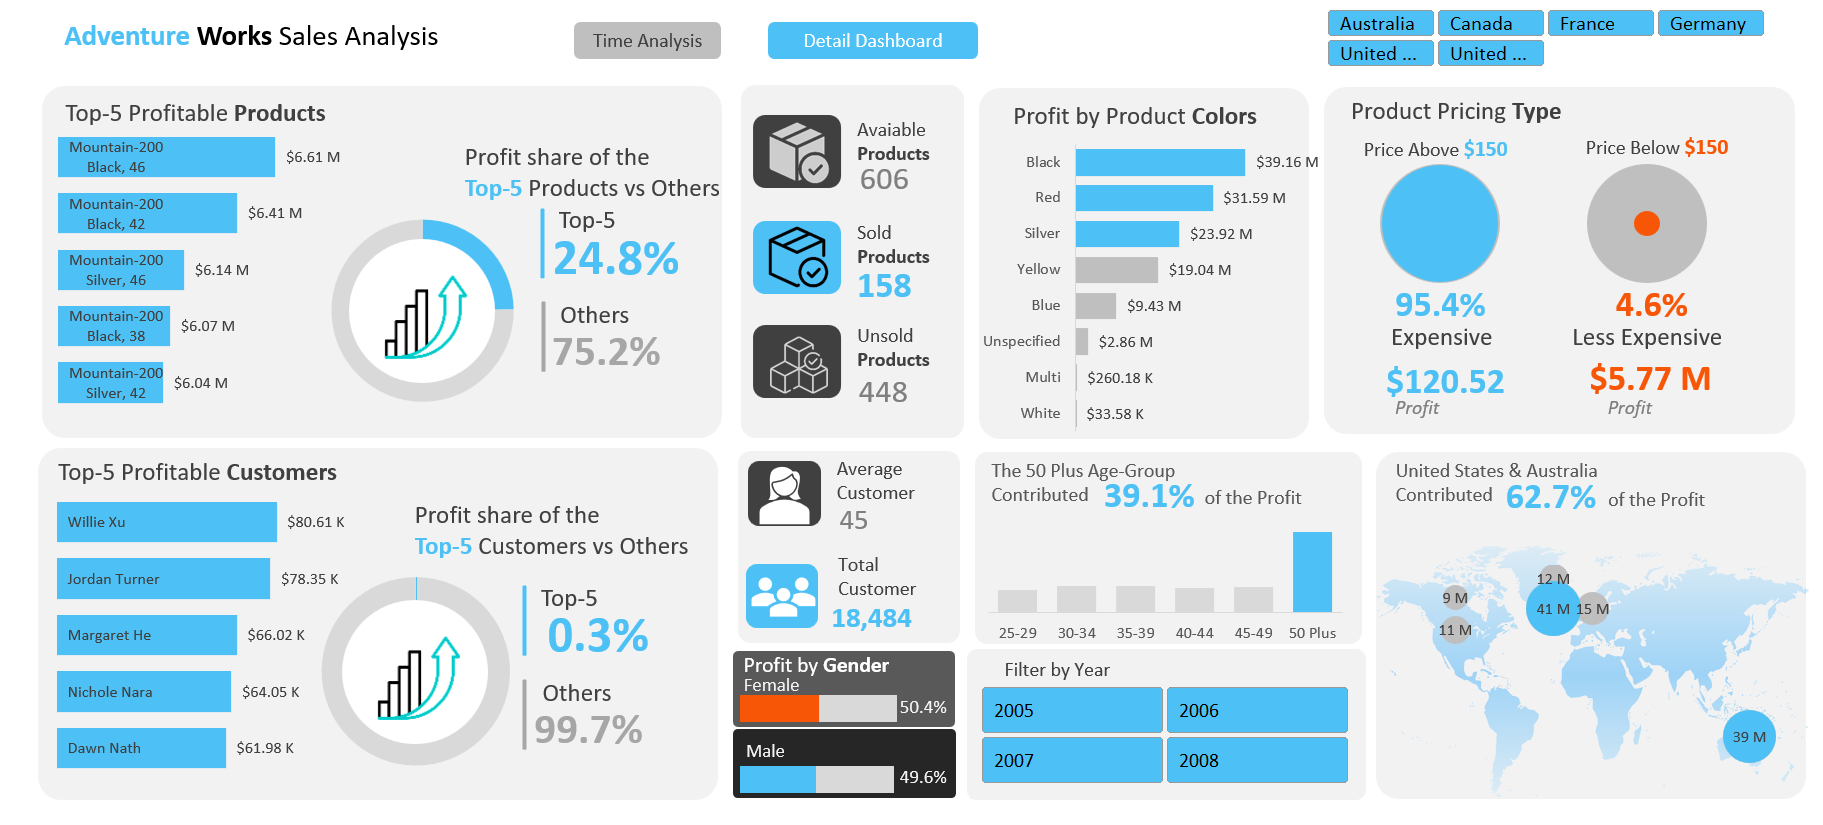 Adventure Works Sales Analysis
Time Analysis
Detail Dashboard
Australia
Canada
France
Germany
United ...
United ...
Top-5 Profitable Products
Mountain-200
Black, 46
$6.61 M
Mountain-200
Black, 42
$6.41 M
Mountain-200
Silver, 46
$6.14 M
Mountain-200
Black, 38
$6.07 M
Mountain-200
Silver, 42
$6.04 M
Profit share of the
Top-5 Products vs Others
Top-5
24.8%
Others
75.2%
Avaiable
Products
606
Sold
Products
158
Unsold
Products
448
Profit by Product Colors
Black $39.16 M
Red $31.59 M
Silver $23.92 M
Yellow $19.04 M
Blue $9.43 M
Unspecified $2.86 M
Multi $260.18 K
White $33.58 K
Product Pricing Type
Price Above $150
95.4%
Expensive
$120.52
Profit
Price Below $150
4.6%
Less Expensive
$5.77 M
Profit
Top-5 Profitable Customers
Willie Xu $80.61 K
Jordan Turner $78.35 K
Margaret He $66.02 K
Nichole Nara $64.05 K
Dawn Nath $61.98 K
Profit share of the
Top-5 Customers vs Others
Top-5
0.3%
Others
99.7%
Average
Customer
45
Total
Customer
18,484
Profit by Gender
Female
50.4%
Male
49.6%
The 50 Plus Age-Group
Contributed 39.1% of the Profit
25-29 30-34 35-39 40-44 45-49 50 Plus
Filter by Year
2005
2006
2007
2008
United States & Australia
Contributed 62.7% of the Profit
12 M
9 M
41 M
15 M
11 M
39 M